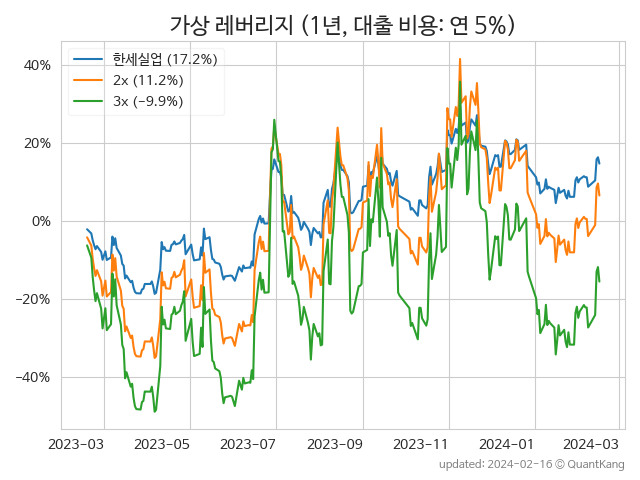 가상 레버리지 (1년, 대출 비용: 연 5%)
한세실업 (17.2%)
2x (11.2%)
3x (−9.9%)
40%
20%
0%
−20%
−40%
2023−03 2023−05 2023−07 2023−09 2023−11 2024−01 2024−03
updated: 2024−02−16 ⓒ QuantKang